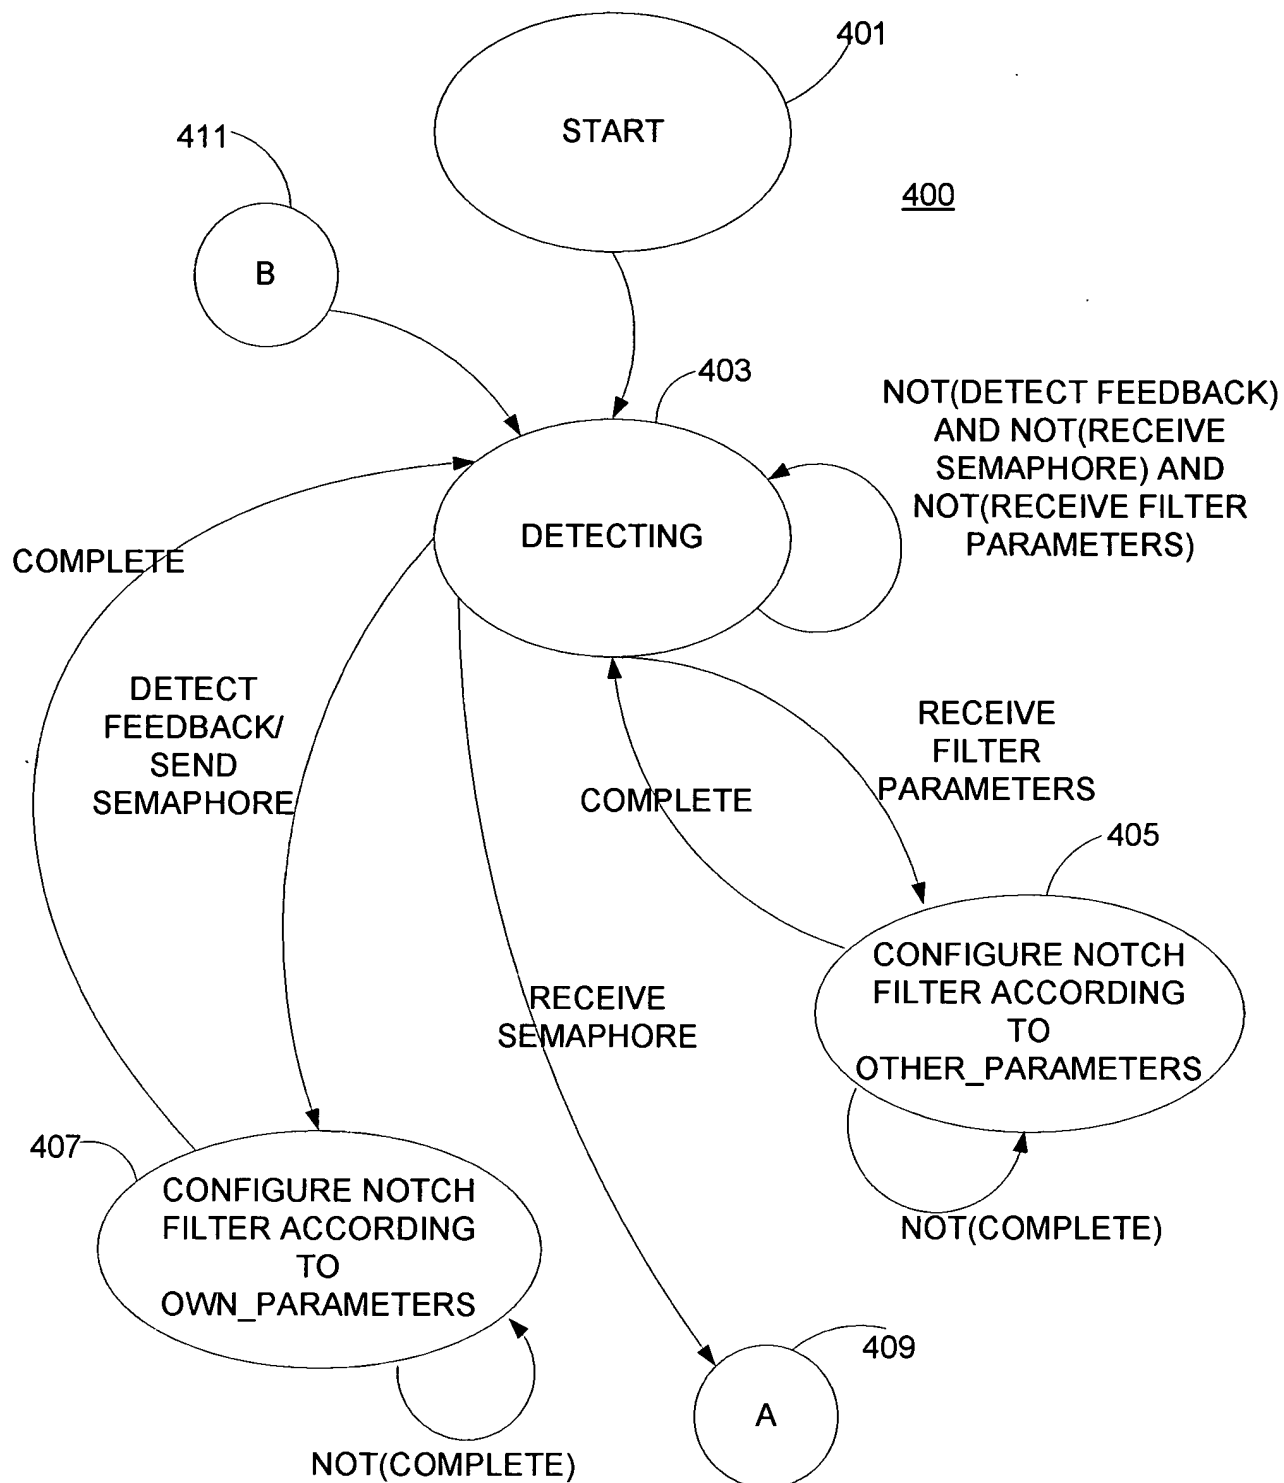 401
START
411
400
B
403
NOT(DETECT FEEDBACK)
AND NOT(RECEIVE
SEMAPHORE) AND
NOT(RECEIVE FILTER
PARAMETERS)
DETECTING
COMPLETE
DETECT
FEEDBACK/
SEND
SEMAPHORE
RECEIVE
FILTER
PARAMETERS
COMPLETE
405
CONFIGURE NOTCH
FILTER ACCORDING
TO
OTHER_PARAMETERS
RECEIVE
SEMAPHORE
407
CONFIGURE NOTCH
FILTER ACCORDING
TO
OWN_PARAMETERS
NOT(COMPLETE)
409
A
NOT(COMPLETE)